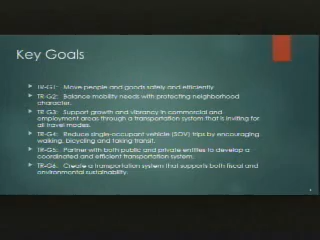 Key Goals
TR-G1: Move people and goods safely and efficiently.
TR-G2: Balance mobility needs with protecting neighborhood
character.
TR-G3: Support growth and vibrancy in commercial and
employment areas through a transportation system that is inviting for
all travel modes.
TR-G4: Reduce single-occupant vehicle (SOV) trips by encouraging
walking, bicycling and taking transit.
TR-G5: Partner with both public and private entities to develop a
coordinated and efficient transportation system.
TR-G6: Create a transportation system that supports both fiscal and
environmental sustainability.